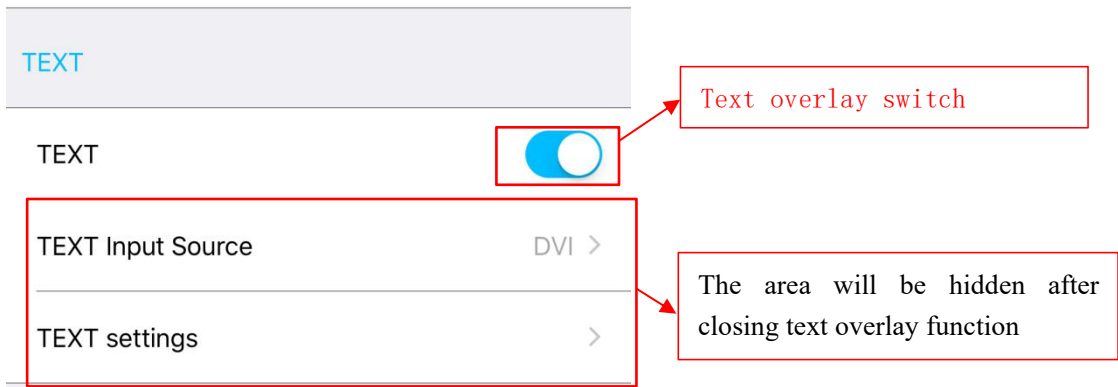 TEXT
Text overlay switch
TEXT
TEXT Input Source
DVI
The area will be hidden after
closing text overlay function
TEXT settings